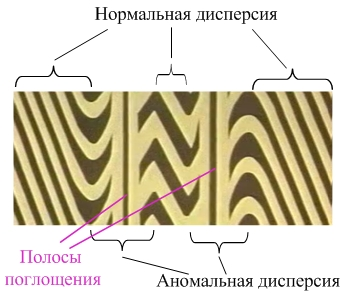 Нормальная дисперсия
Полосы
поглощения
Аномальная дисперсия